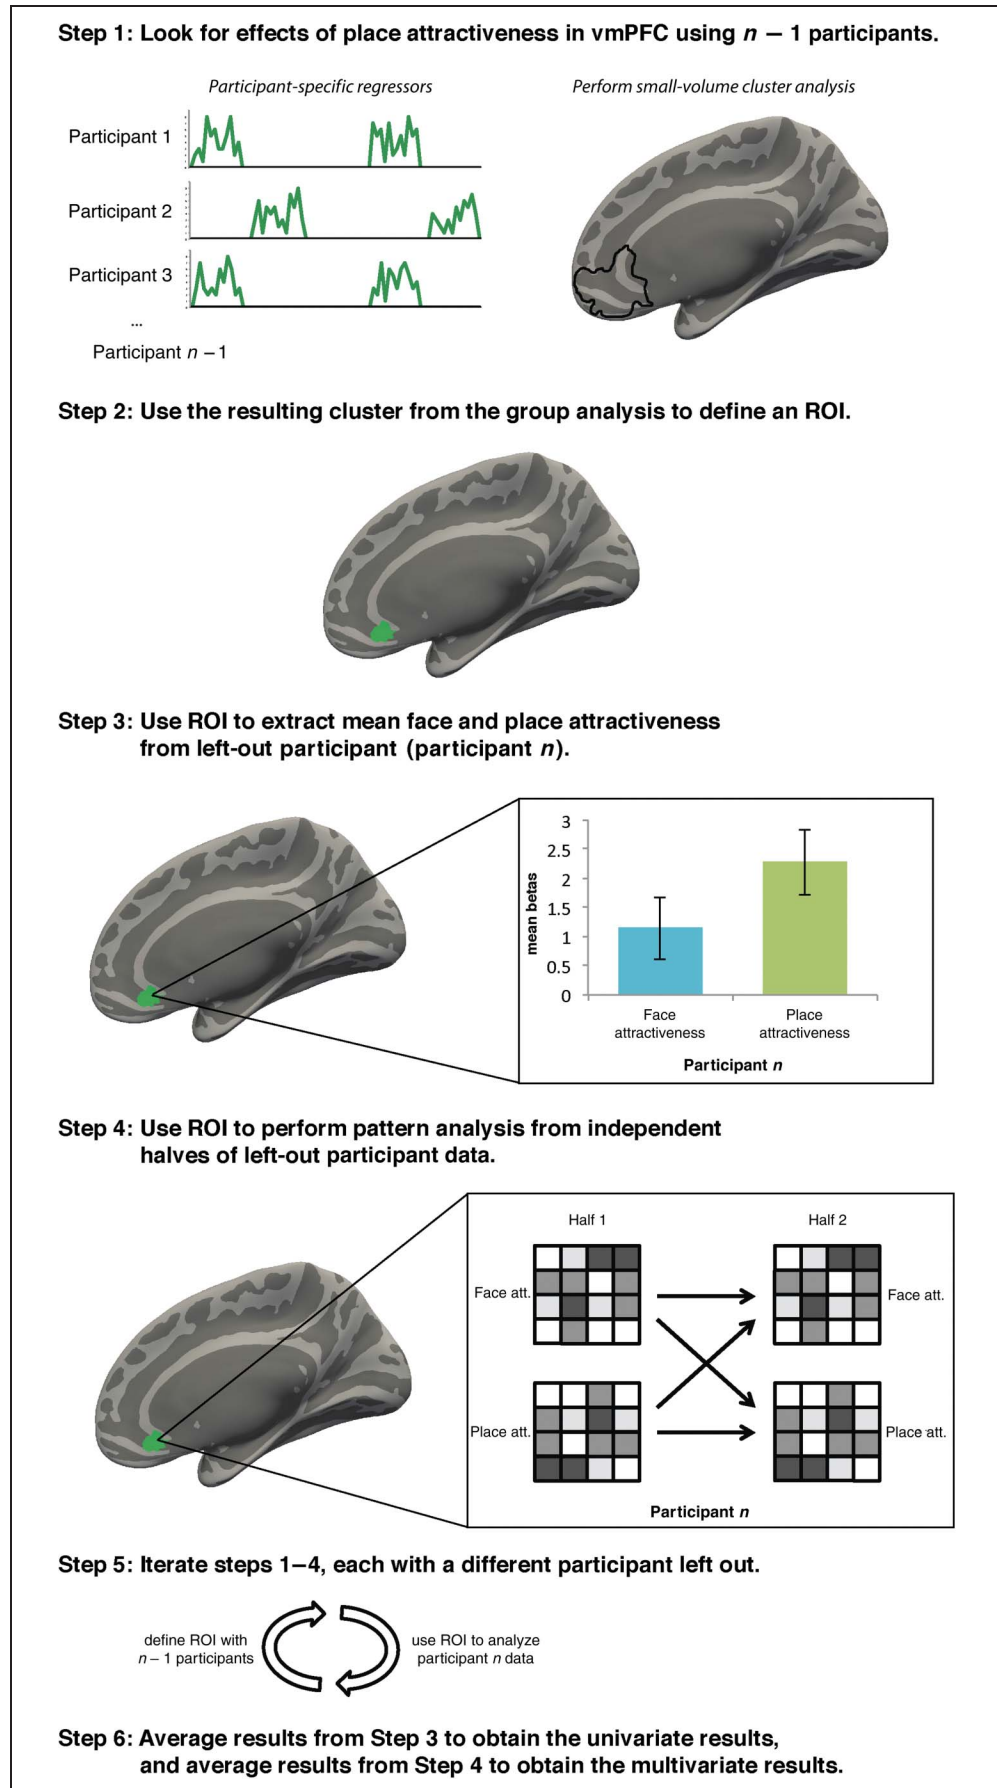 Step 1: Look for effects of place attractiveness in vmPFC using n – 1 participants.
Participant-specific regressors
Perform small-volume cluster analysis
Participant 1
Participant 2
Participant 3
...
Participant n – 1
Step 2: Use the resulting cluster from the group analysis to define an ROI.
Step 3: Use ROI to extract mean face and place attractiveness
from left-out participant (participant n).
mean betas
3
2.5
2
1.5
1
0.5
0
Face
attractiveness
Place
attractiveness
Participant n
Step 4: Use ROI to perform pattern analysis from independent
halves of left-out participant data.
Half 1
Half 2
Face att.
Face att.
Place att.
Place att.
Participant n
Step 5: Iterate steps 1–4, each with a different participant left out.
define ROI with
n – 1 participants
use ROI to analyze
participant n data
Step 6: Average results from Step 3 to obtain the univariate results,
and average results from Step 4 to obtain the multivariate results.